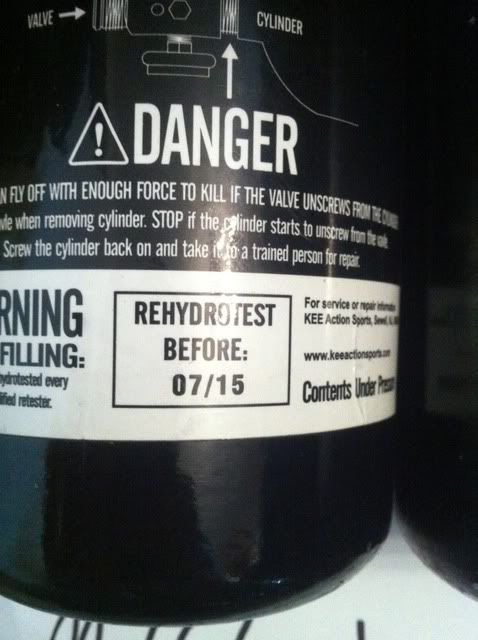 VALVE
CYLINDER
DANGER
N FLY OFF WITH ENOUGH FORCE TO KILL IF THE VALVE UNSCREWS FROM THE
when removing cylinder. STOP if the cylinder starts to unscrew from the
Screw the cylinder back on and take it to a trained person for repair.
RNING
FILLING:
ydrotested every
ified retester.
REHYDROTEST
BEFORE:
07/15
For service or repair
KEE Action Sports, Sewell,
www.keeactionsports.com
Contents Under